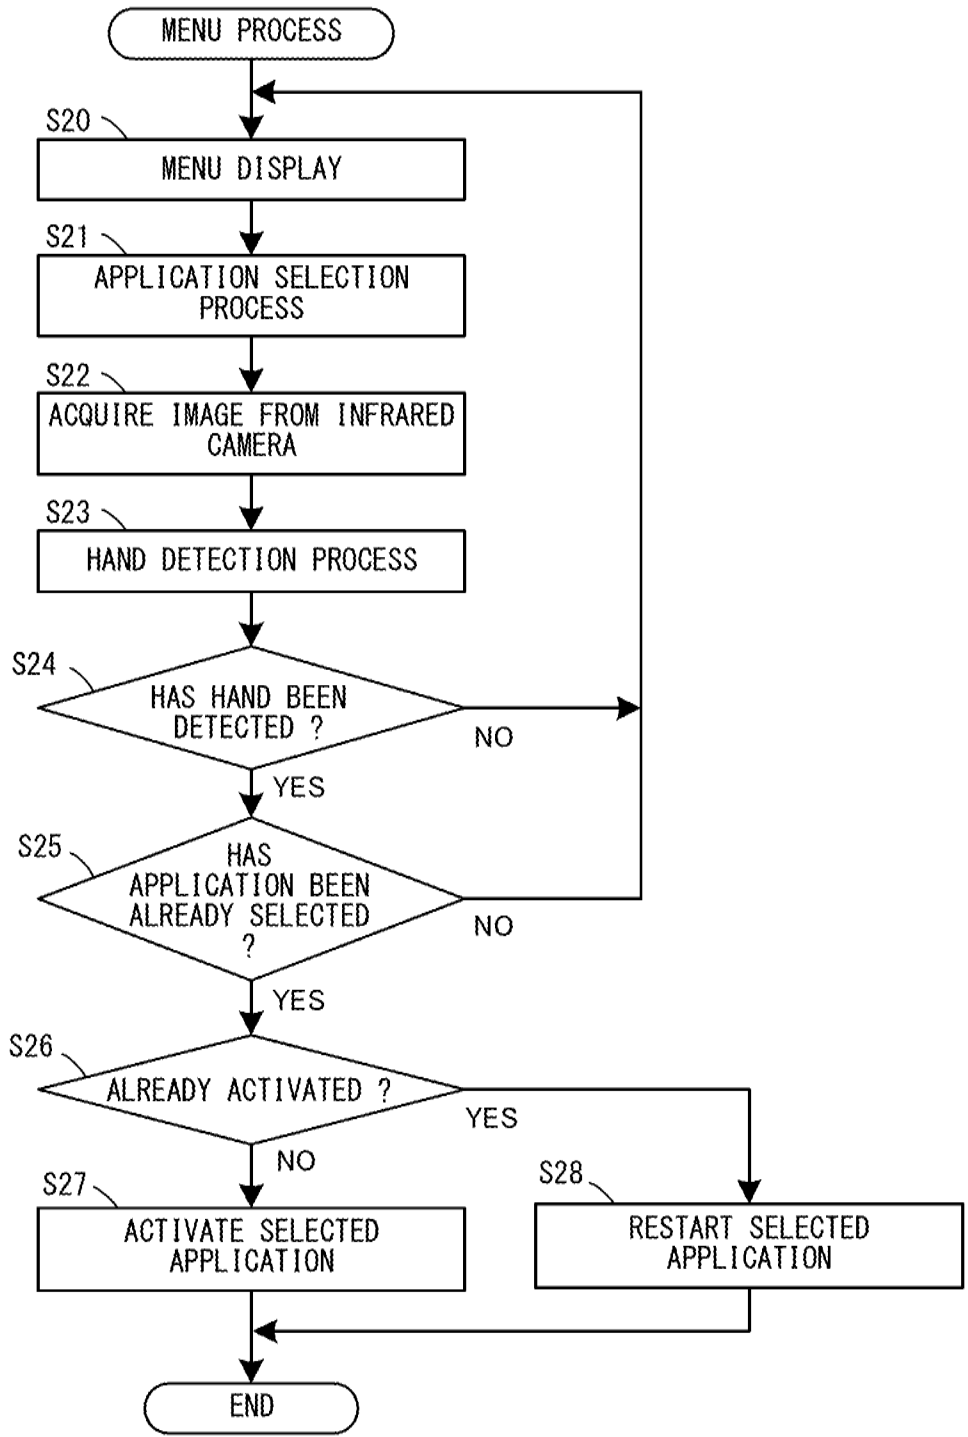 MENU PROCESS
S20
MENU DISPLAY
S21
APPLICATION SELECTION
PROCESS
S22
ACQUIRE IMAGE FROM INFRARED
CAMERA
S23
HAND DETECTION PROCESS
S24
HAS HAND BEEN
DETECTED ?
NO
YES
S25
HAS
APPLICATION BEEN
ALREADY SELECTED
?
NO
YES
S26
ALREADY ACTIVATED ?
YES
NO
S27
ACTIVATE SELECTED
APPLICATION
S28
RESTART SELECTED
APPLICATION
END